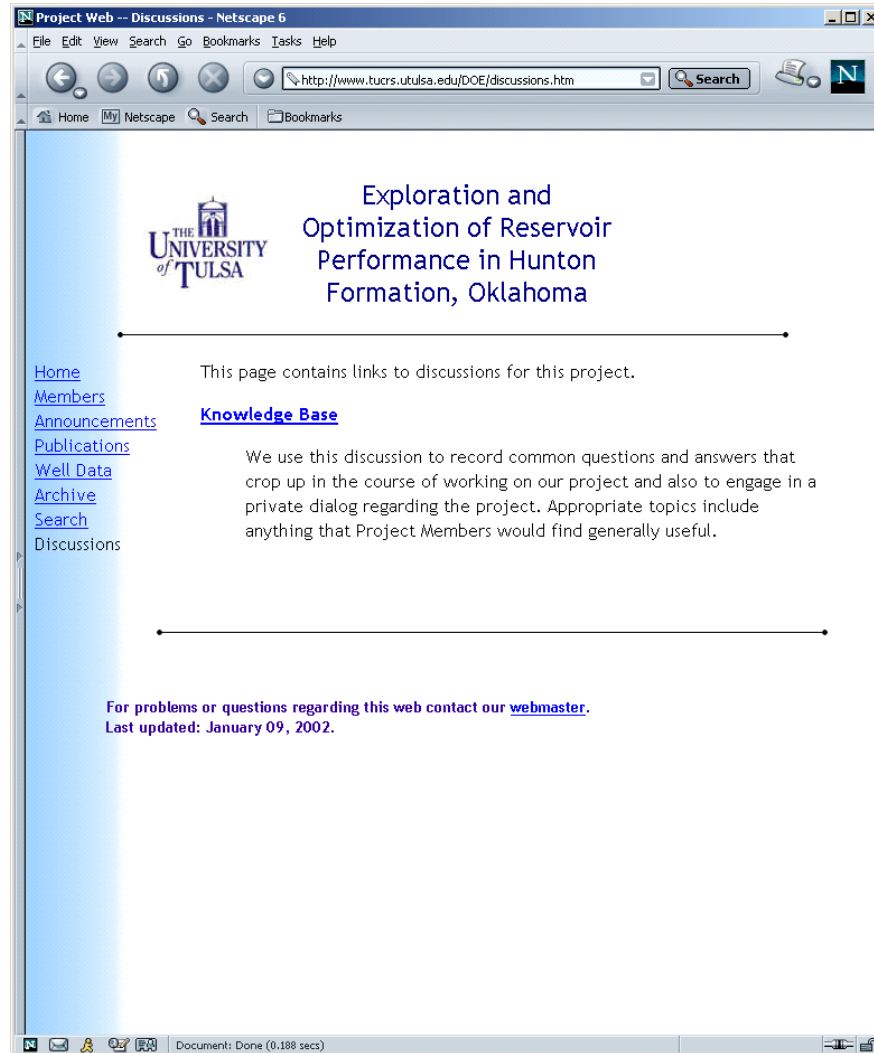 Project Web -- Discussions - Netscape 6
File Edit View Search Go Bookmarks Tasks Help
http://www.tucrs.utulsa.edu/DOE/discussions.htm Search N
Home My Netscape Search Bookmarks
THE
UNIVERSITY
of TULSA
Exploration and
Optimization of Reservoir
Performance in Hunton
Formation, Oklahoma
Home
Members
Announcements
Publications
Well Data
Archive
Search
Discussions
This page contains links to discussions for this project.
Knowledge Base
We use this discussion to record common questions and answers that
crop up in the course of working on our project and also to engage in a
private dialog regarding the project. Appropriate topics include
anything that Project Members would find generally useful.
For problems or questions regarding this web contact our webmaster.
Last updated: January 09, 2002.
Document: Done (0.188 secs)